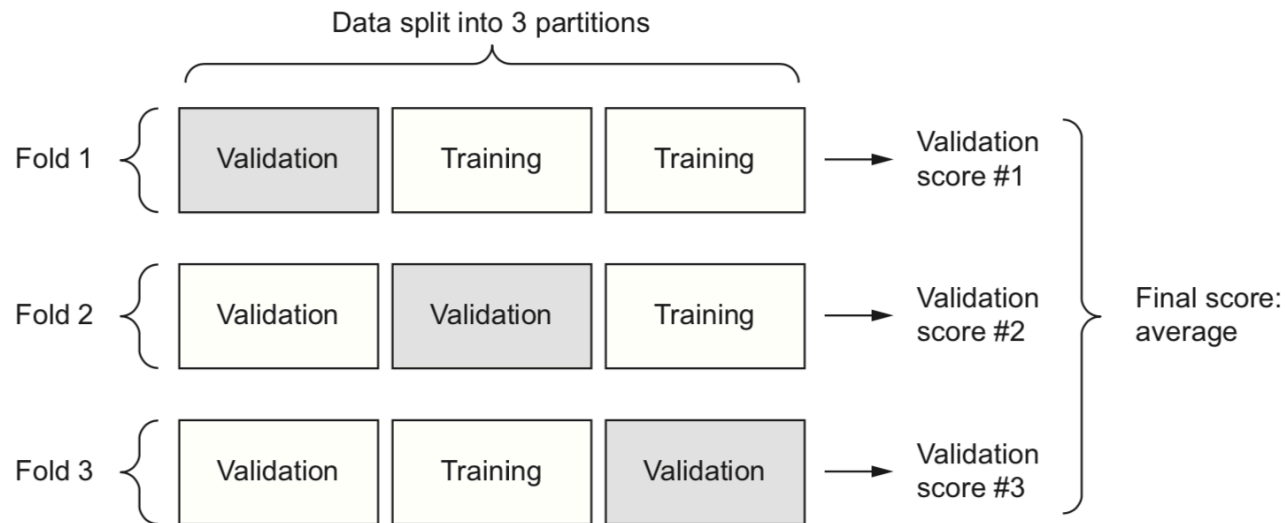 Data split into 3 partitions
Fold 1
Validation
Training
Training
Validation
score #1
Fold 2
Validation
Validation
Training
Validation
score #2
Final score:
average
Fold 3
Validation
Training
Validation
Validation
score #3